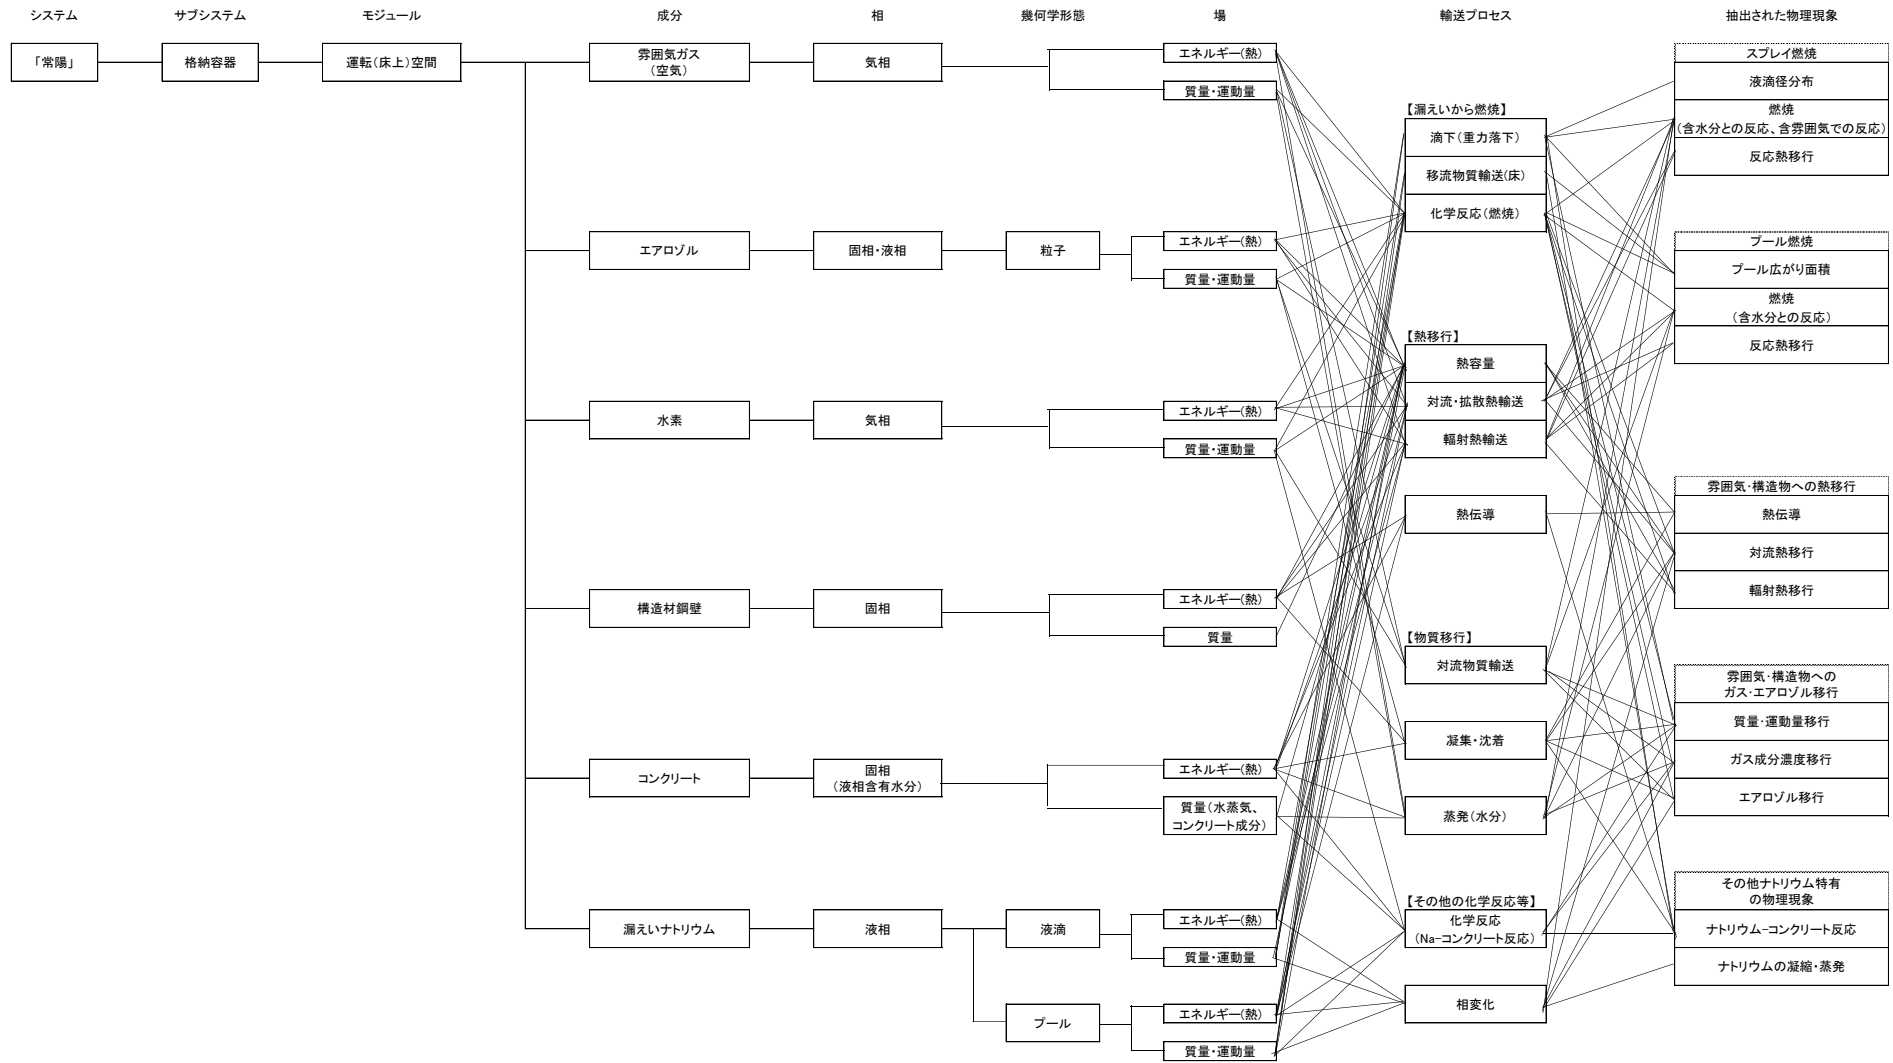 システム
サブシステム
モジュール
成分
相
幾何学形態
場
輸送プロセス
抽出された物理現象
「常陽」
格納容器
運転(床上)空間
雰囲気ガス
(空気)
気相
エネルギー(熱)
質量・運動量
エアロゾル
固相・液相
粒子
エネルギー(熱)
質量・運動量
水素
気相
エネルギー(熱)
質量・運動量
構造材鋼壁
固相
エネルギー(熱)
質量
コンクリート
固相
(液相含有水分)
エネルギー(熱)
質量(水蒸気、
コンクリート成分)
漏えいナトリウム
液相
液滴
エネルギー(熱)
質量・運動量
プール
エネルギー(熱)
質量・運動量
【漏えいから燃焼】
滴下(重力落下)
移流物質輸送(床)
化学反応(燃焼)
【熱移行】
熱容量
対流・拡散熱輸送
輻射熱輸送
熱伝導
【物質移行】
対流物質輸送
凝集・沈着
蒸発(水分)
【その他の化学反応等】
化学反応
(Na-コンクリート反応)
相変化
スプレイ燃焼
液滴径分布
燃焼
(含水分との反応、含雰囲気での反応)
反応熱移行
プール燃焼
プール広がり面積
燃焼
(含水分との反応)
反応熱移行
雰囲気・構造物への熱移行
熱伝導
対流熱移行
輻射熱移行
雰囲気・構造物への
ガス・エアロゾル移行
質量・運動量移行
ガス成分濃度移行
エアロゾル移行
その他ナトリウム特有
の物理現象
ナトリウム-コンクリート反応
ナトリウムの凝縮・蒸発